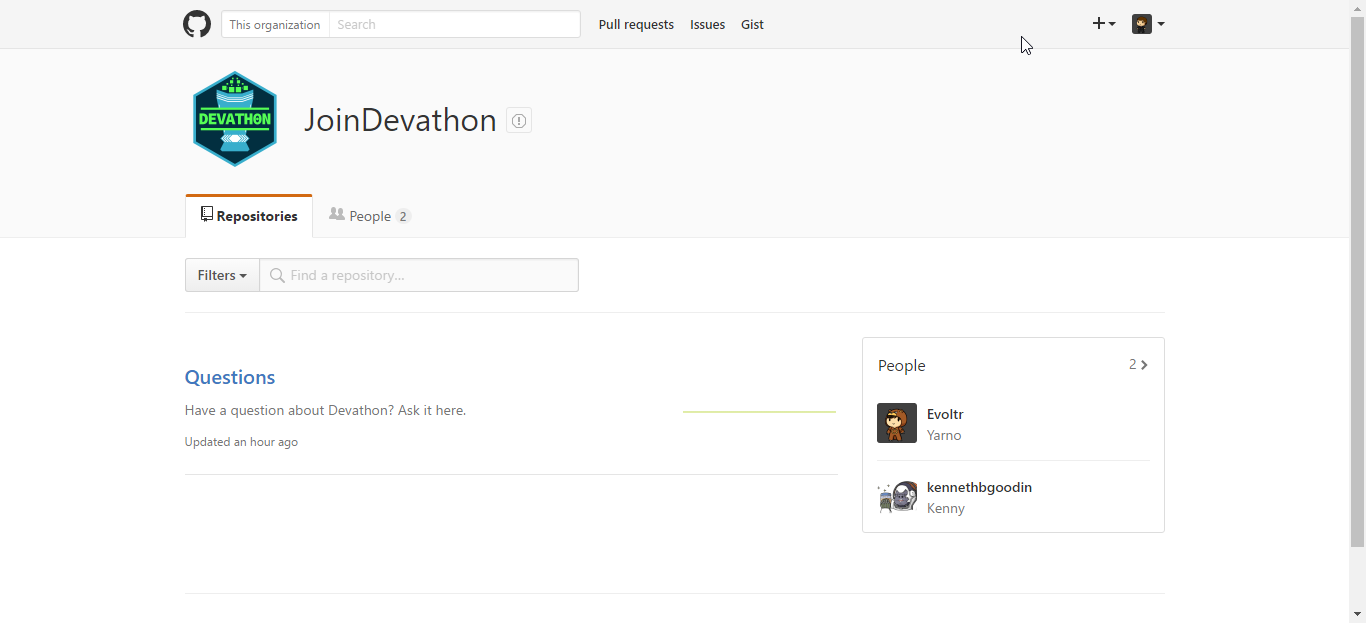 This organization Search Pull requests Issues Gist
DEVATHON
JoinDevathon
Repositories People 2
Filters Find a repository...
Questions
Have a question about Devathon? Ask it here.
Updated an hour ago
People 2
Evoltr
Yarno
kennethbgoodin
Kenny